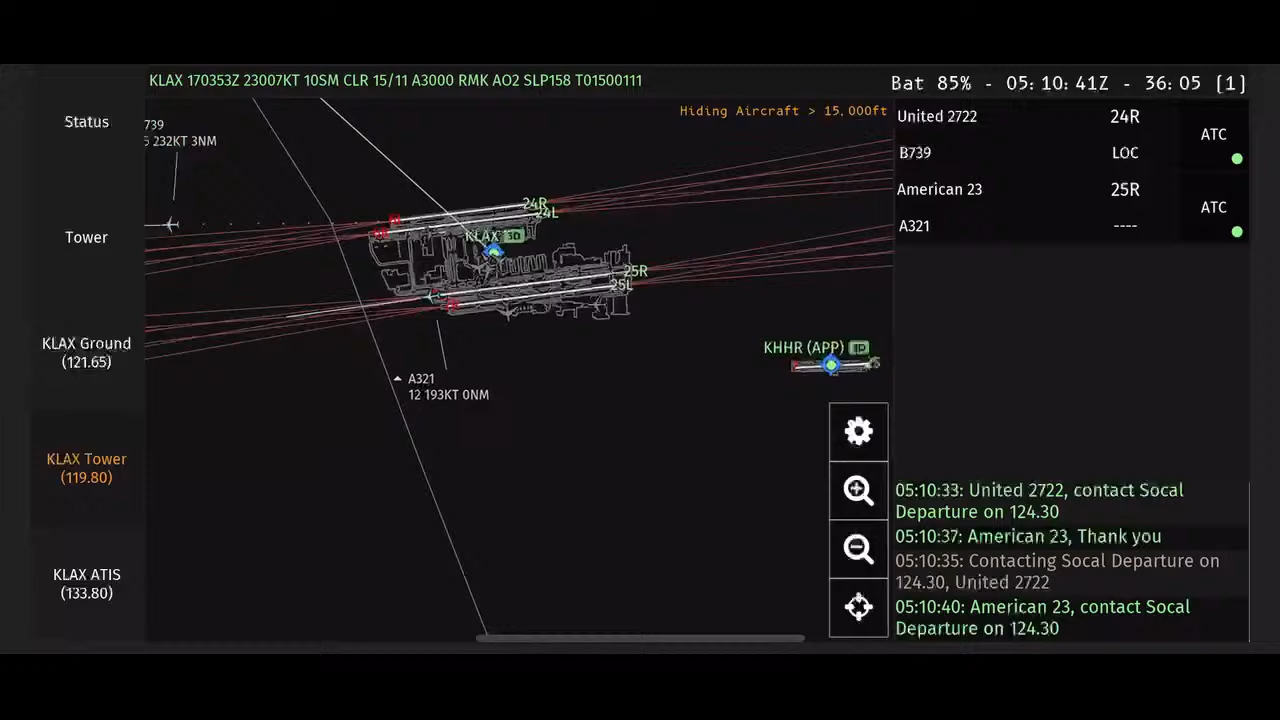 KLAX 170353Z 23007KT 10SM CLR 15/11 A3000 RMK AO2 SLP158 T01500111
Bat 85% - 05:10:41Z - 36:05 [1]
Status
Tower
KLAX Ground
(121.65)
KLAX Tower
(119.80)
KLAX ATIS
(133.80)
Hiding Aircraft > 15,000ft
739
232KT 3NM
24R
24L
KLAX 3D
25R
25L
KHHR (APP)
A321
12 193KT 0NM
United 2722
24R
ATC
B739
LOC
American 23
25R
ATC
A321
----
05:10:33: United 2722, contact Socal
Departure on 124.30
05:10:37: American 23, Thank you
05:10:35: Contacting Socal Departure on
124.30, United 2722
05:10:40: American 23, contact Socal
Departure on 124.30